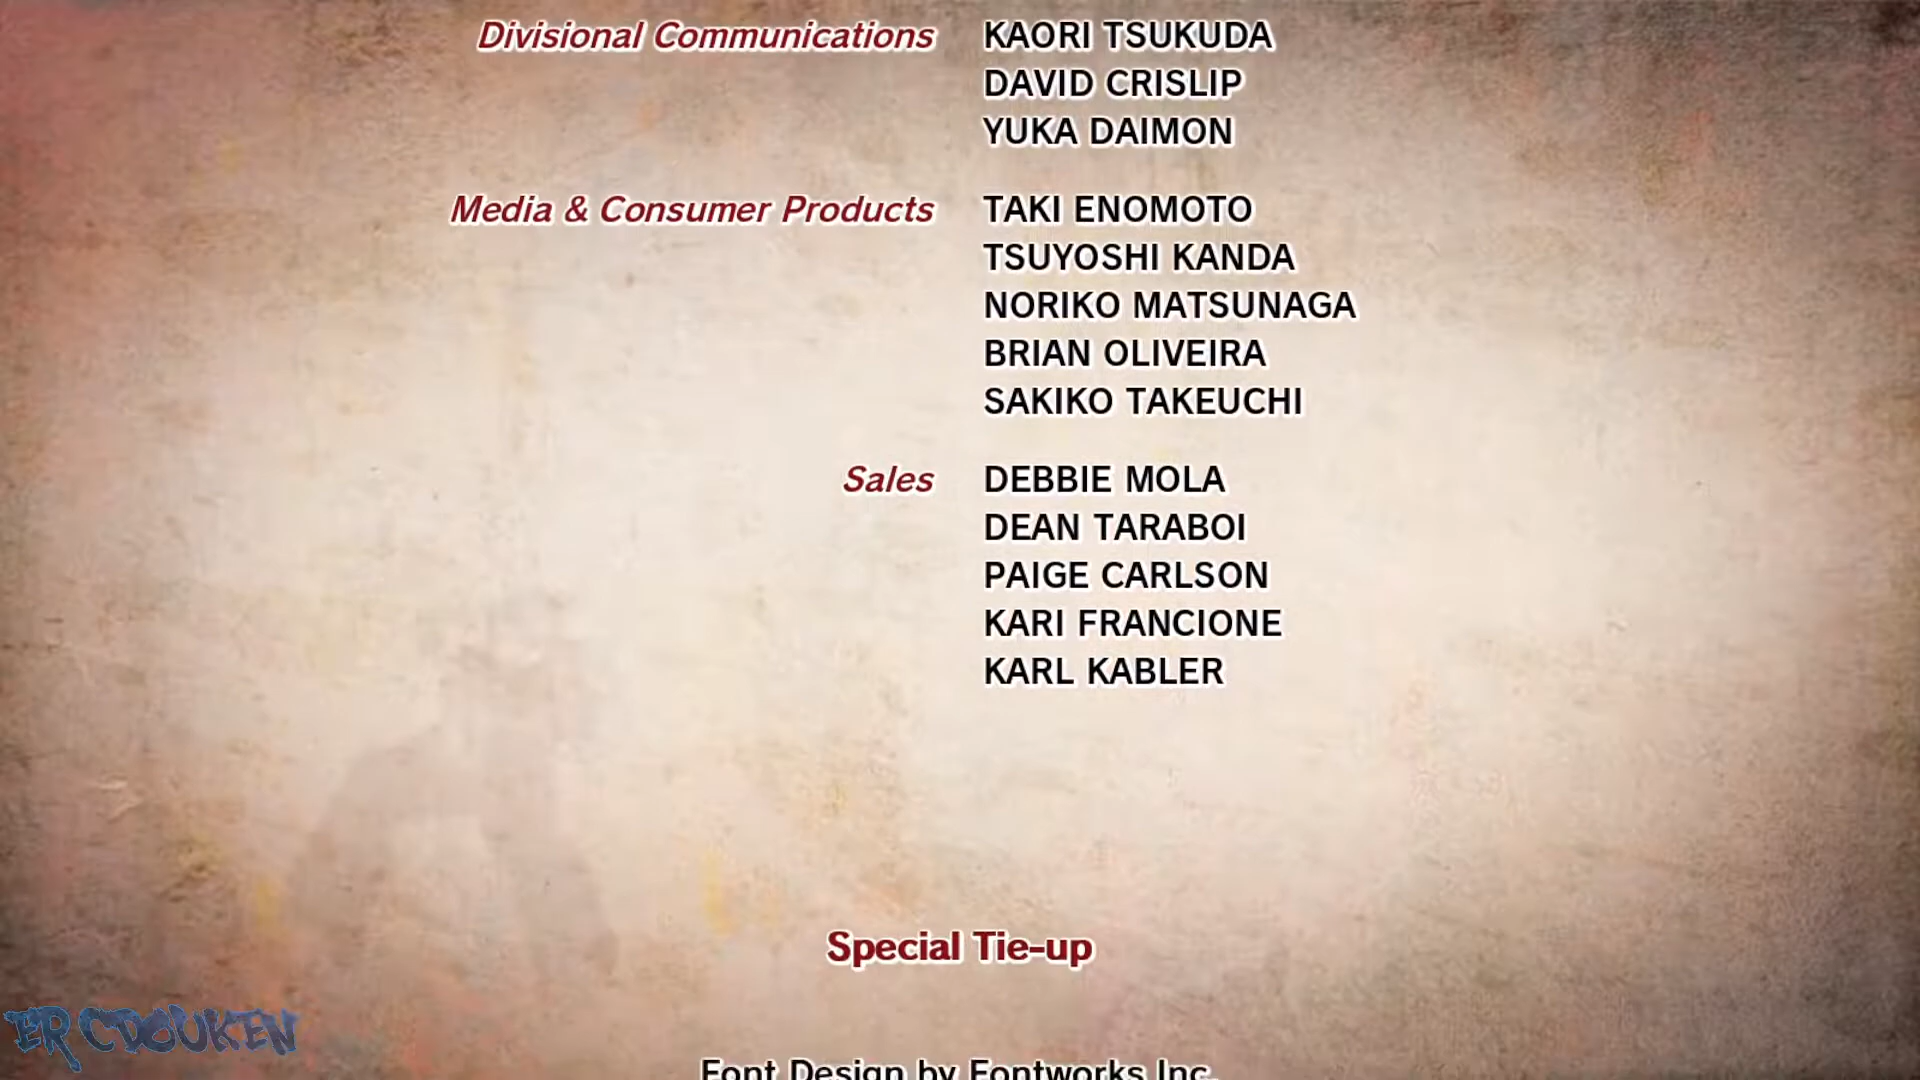 Divisional Communications KAORI TSUKUDA
DAVID CRISLIP
YUKA DAIMON
Media & Consumer Products TAKI ENOMOTO
TSUYOSHI KANDA
NORIKO MATSUNAGA
BRIAN OLIVEIRA
SAKIKO TAKEUCHI
Sales DEBBIE MOLA
DEAN TARABOI
PAIGE CARLSON
KARI FRANCIONE
KARL KABLER
Special Tie-up
Font Design by Fontworks Inc.